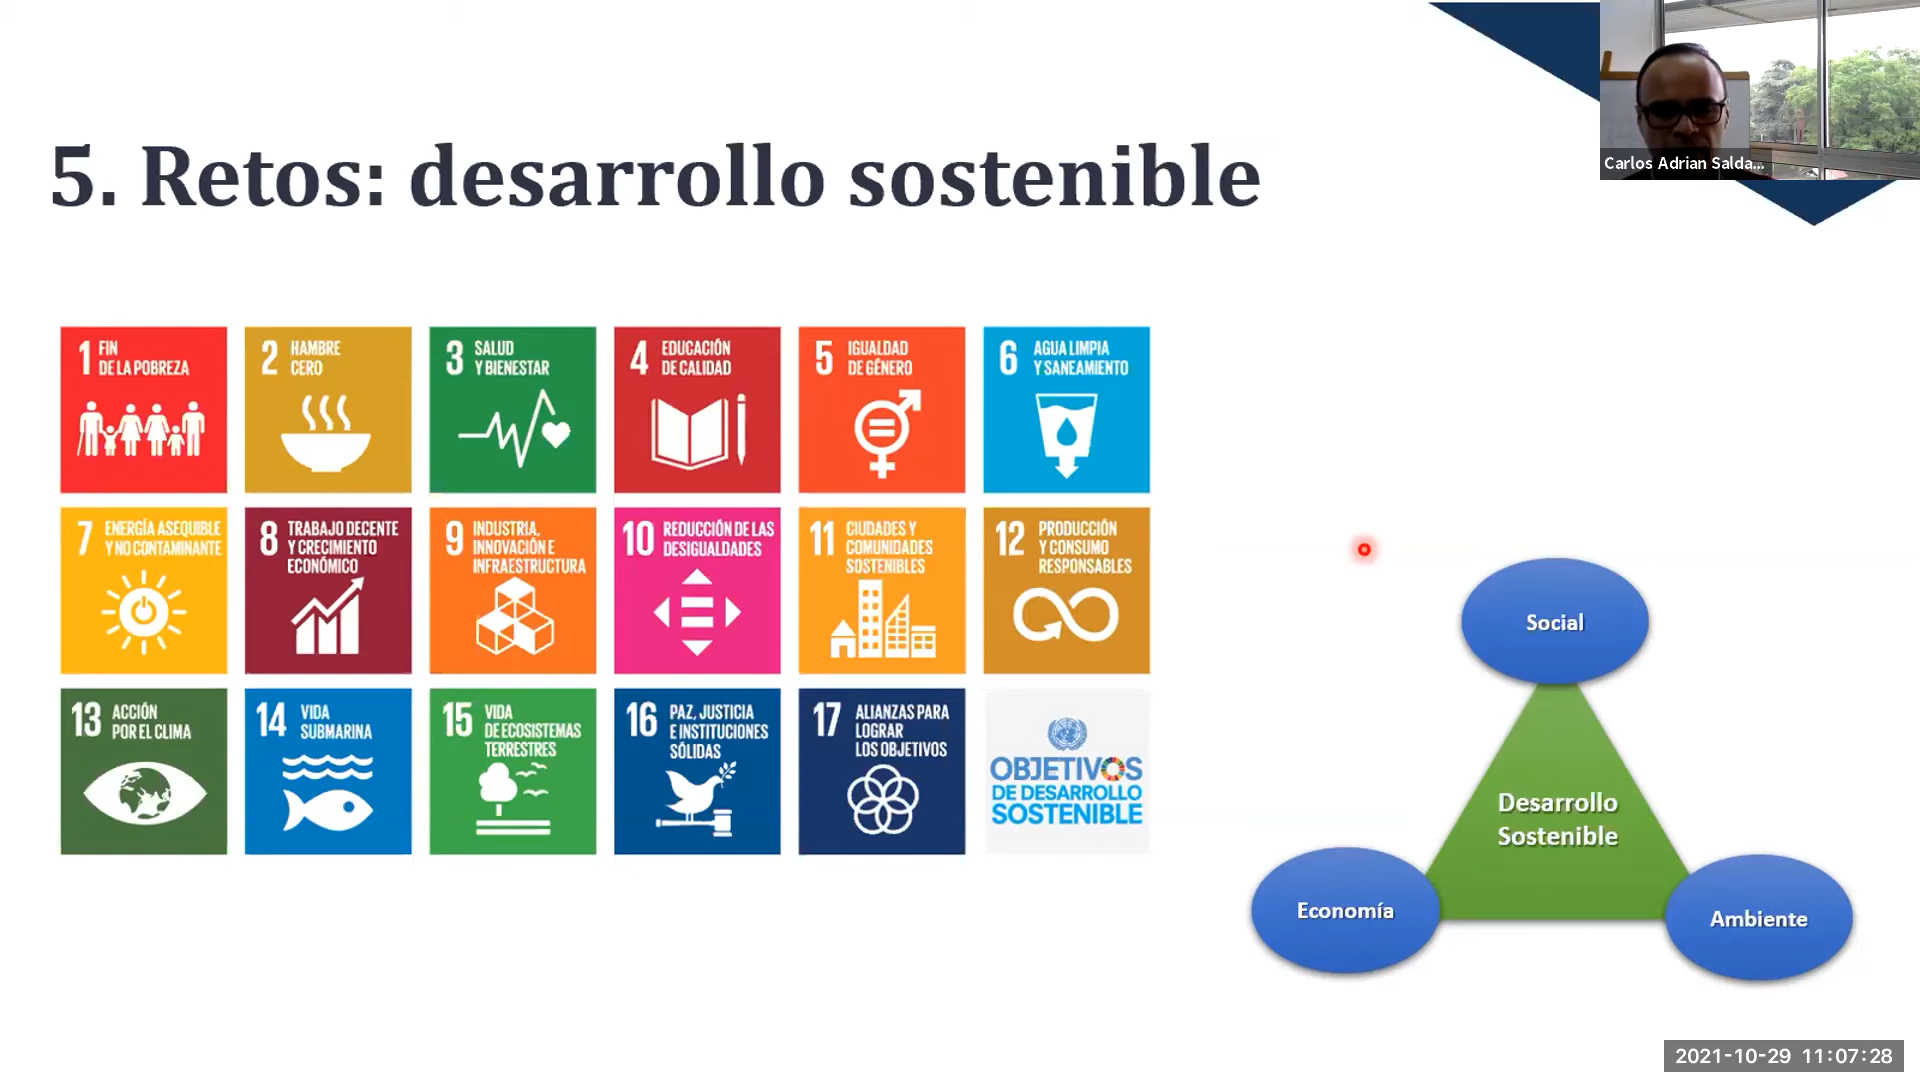 5. Retos: desarrollo sostenible
Carlos Adrian Salda...
1 FIN
DE LA POBREZA
2 HAMBRE
CERO
3 SALUD
Y BIENESTAR
4 EDUCACIÓN
DE CALIDAD
5 IGUALDAD
DE GÉNERO
6 AGUA LIMPIA
Y SANEAMIENTO
7 ENERGÍA ASEQUIBLE
Y NO CONTAMINANTE
8 TRABAJO DECENTE
Y CRECIMIENTO
ECONÓMICO
9 INDUSTRIA,
INNOVACIÓN E
INFRAESTRUCTURA
10 REDUCCIÓN DE LAS
DESIGUALDADES
11 CIUDADES Y
COMUNIDADES
SOSTENIBLES
12 PRODUCCIÓN
Y CONSUMO
RESPONSABLES
13 ACCIÓN
POR EL CLIMA
14 VIDA
SUBMARINA
15 VIDA
DE ECOSISTEMAS
TERRESTRES
16 PAZ, JUSTICIA
E INSTITUCIONES
SÓLIDAS
17 ALIANZAS PARA
LOGRAR
LOS OBJETIVOS
OBJETIVOS
DE DESARROLLO
SOSTENIBLE
Social
Desarrollo
Sostenible
Economía
Ambiente
2021-10-29 11:07:28